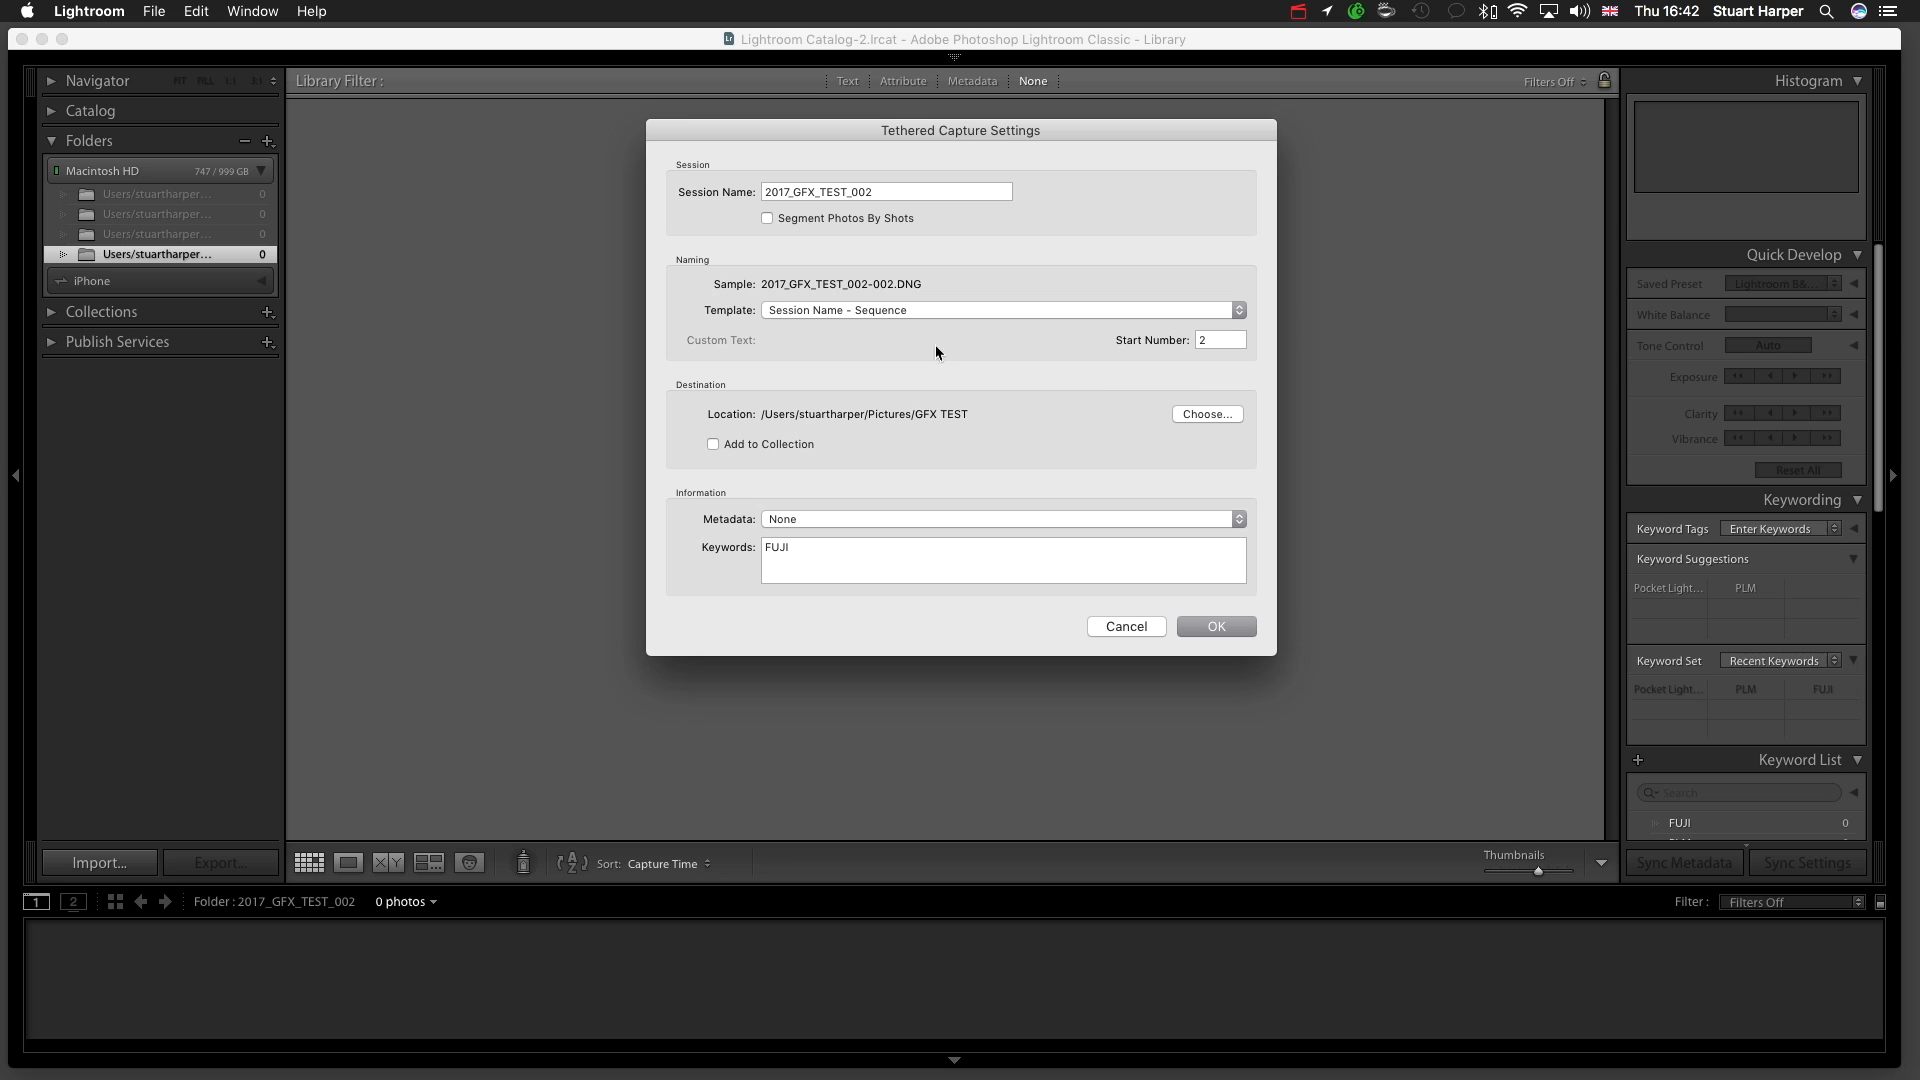 Lightroom File Edit Window Help Thu 16:42 Stuart Harper
Lightroom Catalog-2.lrcat - Adobe Photoshop Lightroom Classic - Library
Navigator FIT FILL 1:1 3:1
Library Filter : Text Attribute Metadata None Filters Off
Histogram
Catalog
Folders
Macintosh HD 747 / 999 GB
Users/stuartharper... 0
Users/stuartharper... 0
Users/stuartharper... 0
Users/stuartharper... 0
iPhone
Collections
Publish Services
Tethered Capture Settings
Session
Session Name: 2017_GFX_TEST_002
Segment Photos By Shots
Naming
Sample: 2017_GFX_TEST_002-002.DNG
Template: Session Name - Sequence
Custom Text: Start Number: 2
Destination
Location: /Users/stuartharper/Pictures/GFX TEST Choose...
Add to Collection
Information
Metadata: None
Keywords: FUJI
Cancel OK
Quick Develop
Saved Preset Lightroom B&...
White Balance
Tone Control Auto
Exposure
Clarity
Vibrance
Reset All
Keywording
Keyword Tags Enter Keywords
Keyword Suggestions
Pocket Light... PLM
Keyword Set Recent Keywords
Pocket Light... PLM FUJI
Keyword List
Search
FUJI 0
Import... Export...
Sort: Capture Time
Thumbnails
Sync Metadata Sync Settings
1 2 Folder : 2017_GFX_TEST_002 0 photos Filter : Filters Off